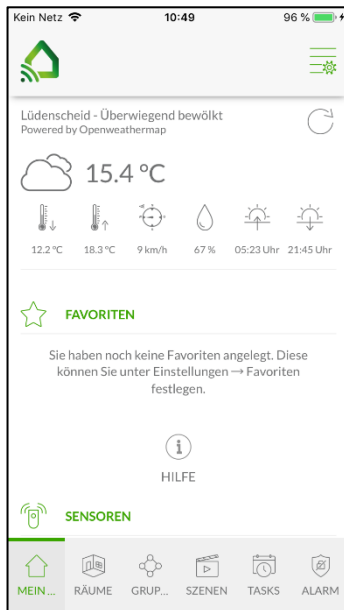 Kein Netz 10:49 96 %
Lüdenscheid - Überwiegend bewölkt
Powered by Openweathermap
15.4 °C
12.2 °C 18.3 °C 9 km/h 67 % 05:23 Uhr 21:45 Uhr
FAVORITEN
Sie haben noch keine Favoriten angelegt. Diese
können Sie unter Einstellungen → Favoriten
festlegen.
HILFE
SENSOREN
MEIN ... RÄUME GRUP... SZENEN TASKS ALARM